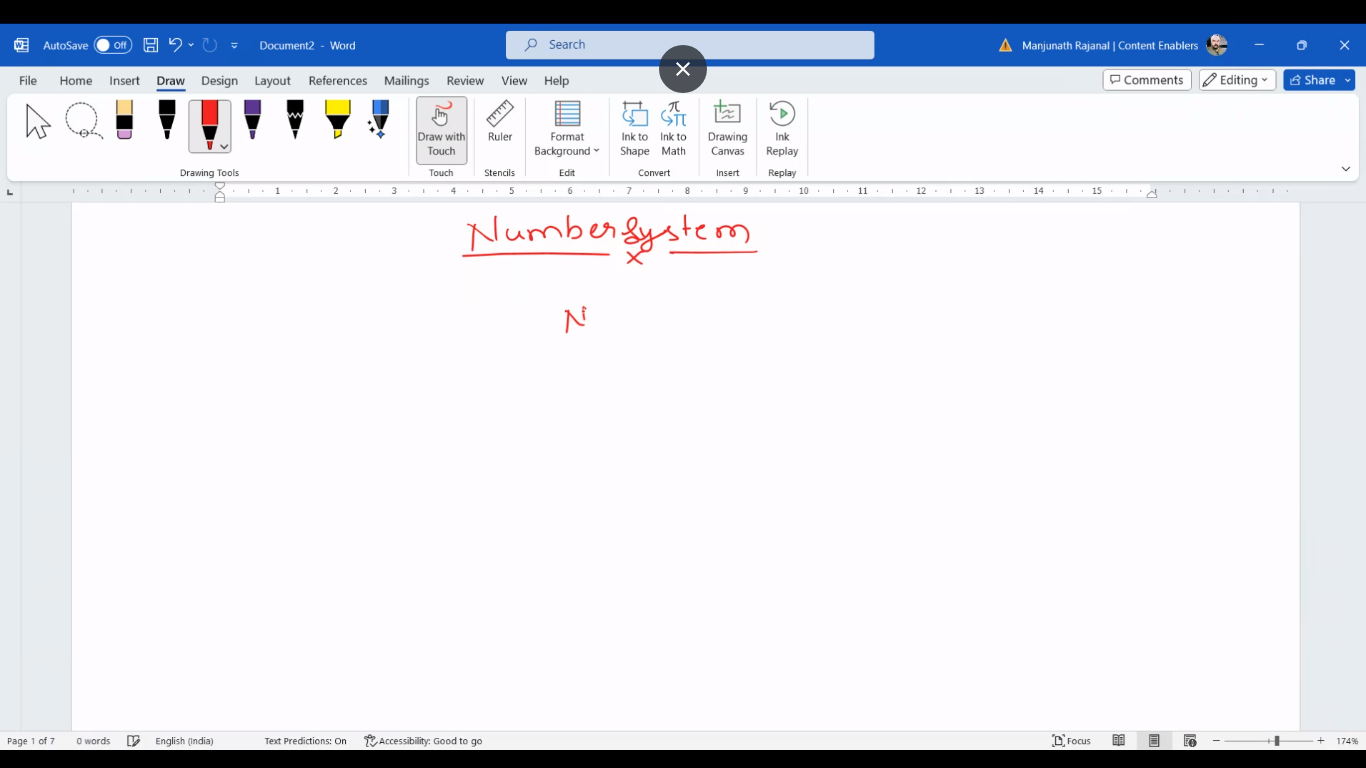 AutoSave Off Document2 - Word Search Manjunath Rajanal | Content Enablers
File Home Insert Draw Design Layout References Mailings Review View Help Comments Editing Share
Draw with Touch Ruler Format Background Ink to Shape Ink to Math Drawing Canvas Ink Replay
Drawing Tools Touch Stencils Edit Convert Insert Replay
1 2 3 4 5 6 7 8 9 10 11 12 13 14 15
Number System
x
N
Page 1 of 7 0 words English (India) Text Predictions: On Accessibility: Good to go Focus 174%